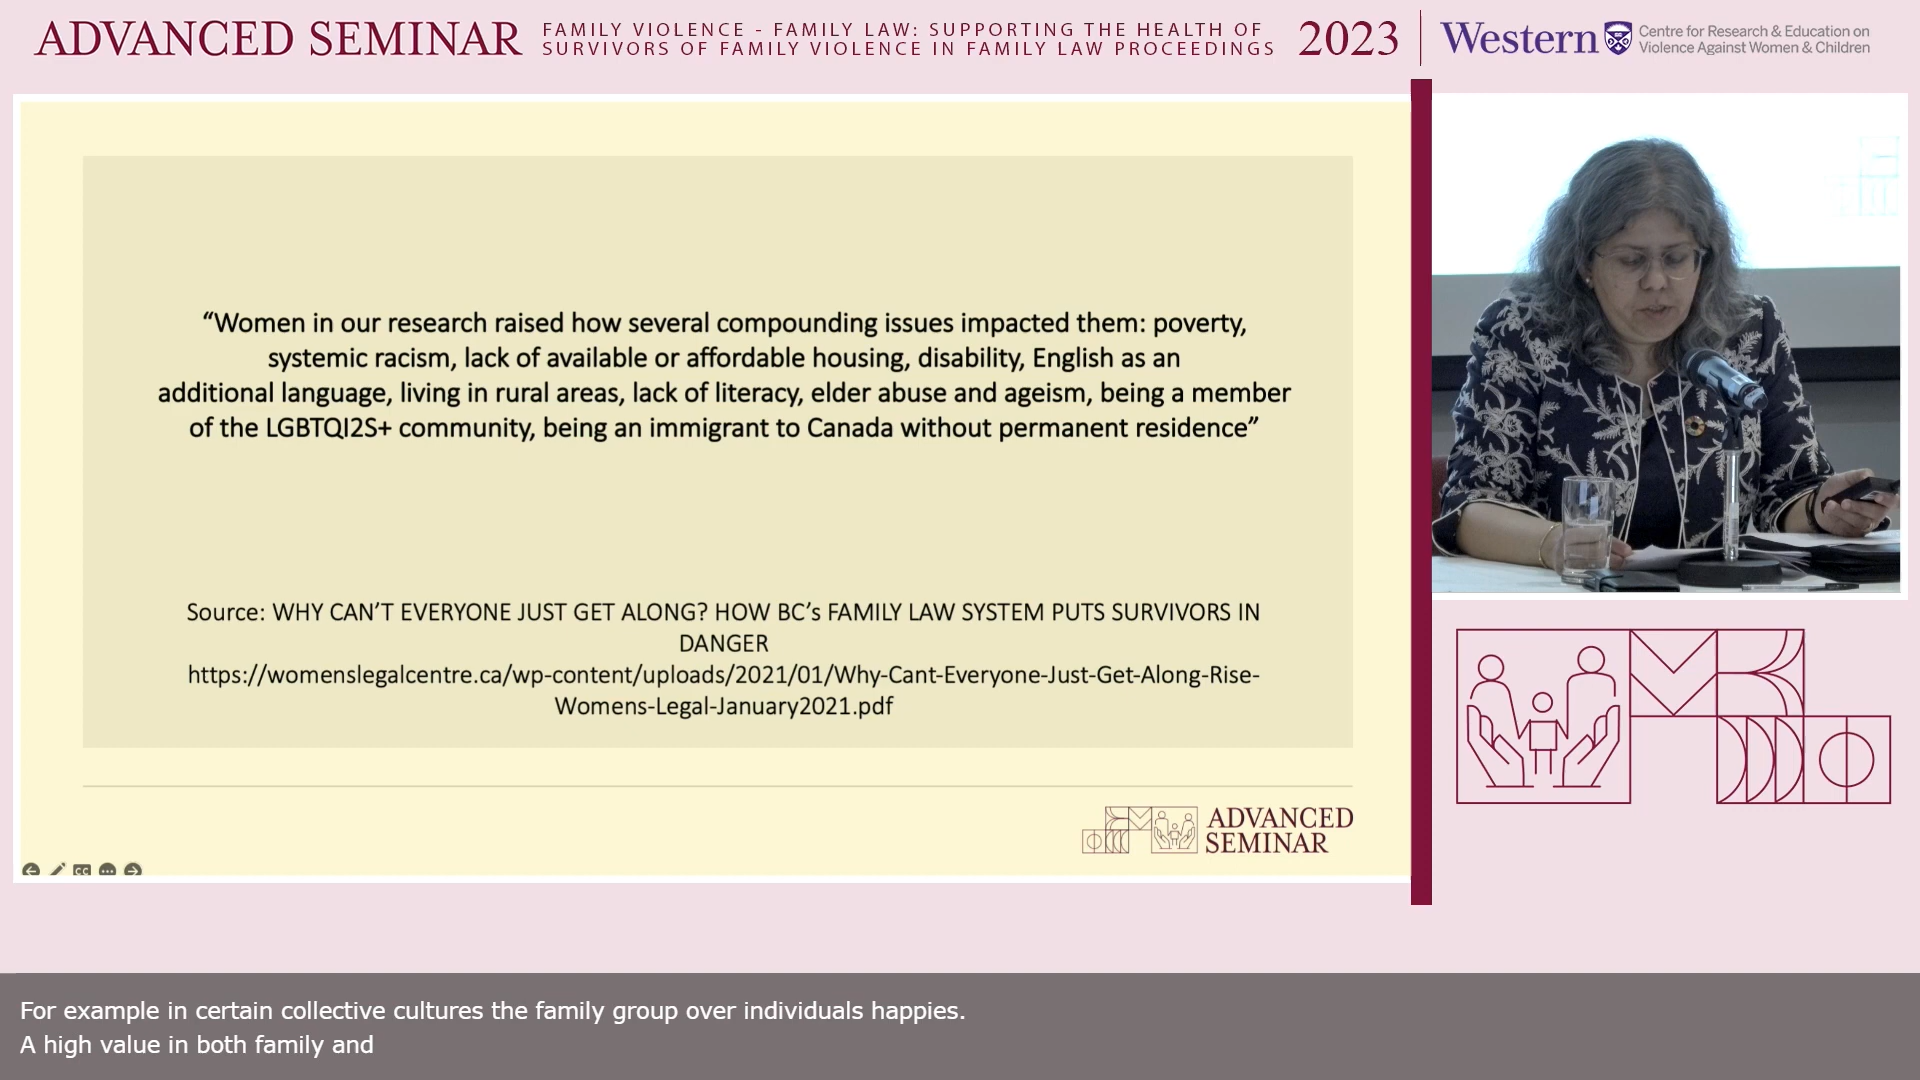 ADVANCED SEMINAR
FAMILY VIOLENCE - FAMILY LAW: SUPPORTING THE HEALTH OF
SURVIVORS OF FAMILY VIOLENCE IN FAMILY LAW PROCEEDINGS
2023
Western
Centre for Research & Education on
Violence Against Women & Children
“Women in our research raised how several compounding issues impacted them: poverty,
systemic racism, lack of available or affordable housing, disability, English as an
additional language, living in rural areas, lack of literacy, elder abuse and ageism, being a member
of the LGBTQI2S+ community, being an immigrant to Canada without permanent residence”
Source: WHY CAN’T EVERYONE JUST GET ALONG? HOW BC’s FAMILY LAW SYSTEM PUTS SURVIVORS IN
DANGER
https://womenslegalcentre.ca/wp-content/uploads/2021/01/Why-Cant-Everyone-Just-Get-Along-Rise-
Womens-Legal-January2021.pdf
ADVANCED
SEMINAR
CC
For example in certain collective cultures the family group over individuals happies.
A high value in both family and